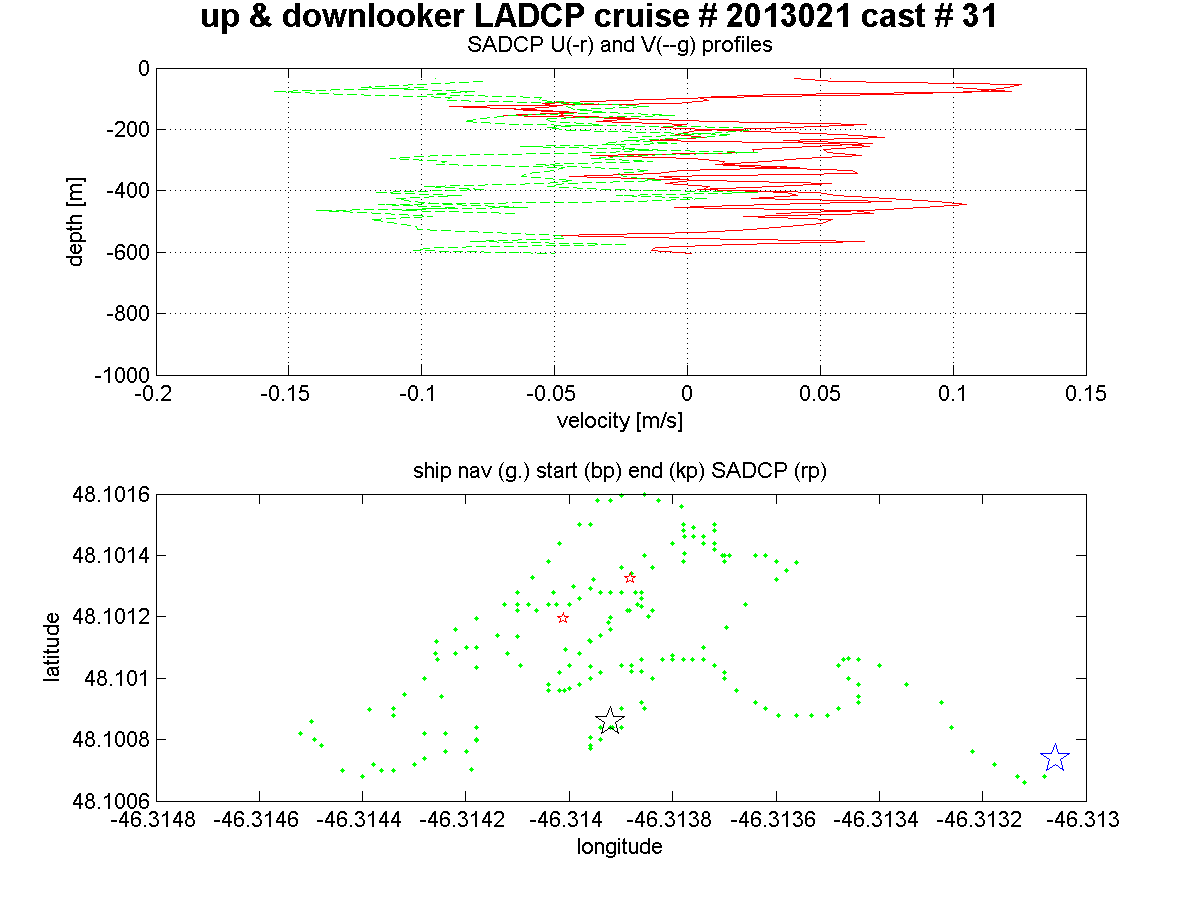 up & downlooker LADCP cruise # 2013021 cast # 31
SADCP U(-r) and V(--g) profiles
0
-200
-400
-600
-800
-1000
depth [m]
-0.2 -0.15 -0.1 -0.05 0 0.05 0.1 0.15
velocity [m/s]
ship nav (g.) start (bp) end (kp) SADCP (rp)
48.1016
48.1014
48.1012
48.101
48.1008
48.1006
latitude
-46.3148 -46.3146 -46.3144 -46.3142 -46.314 -46.3138 -46.3136 -46.3134 -46.3132 -46.313
longitude